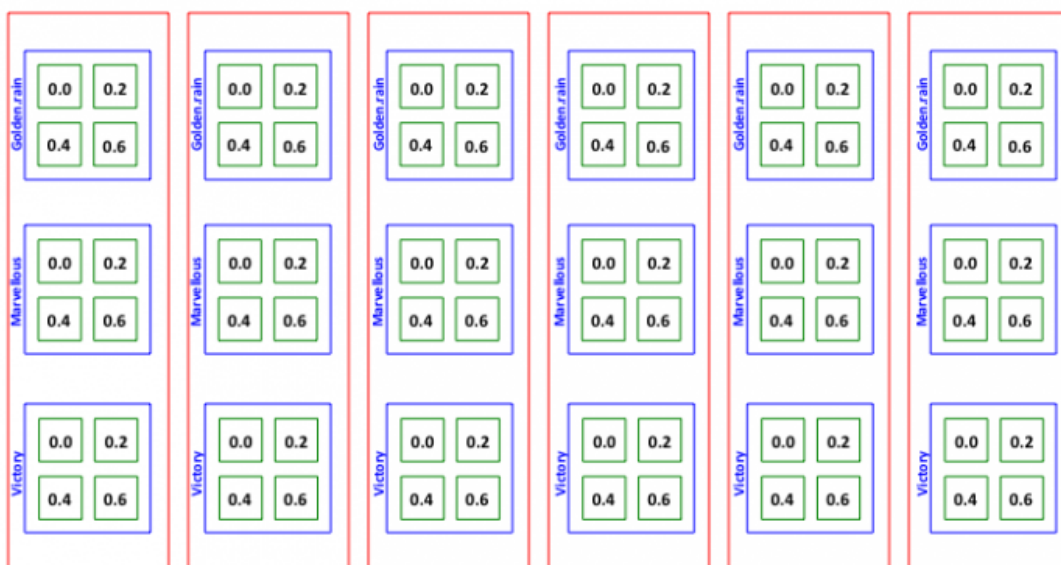 Golden.rain 0.0 0.2 Golden.rain 0.0 0.2 Golden.rain 0.0 0.2 Golden.rain 0.0 0.2 Golden.rain 0.0 0.2 Golden.rain 0.0 0.2
0.4 0.6 0.4 0.6 0.4 0.6 0.4 0.6 0.4 0.6 0.4 0.6
Marvellous 0.0 0.2 Marvellous 0.0 0.2 Marvellous 0.0 0.2 Marvellous 0.0 0.2 Marvellous 0.0 0.2 Marvellous 0.0 0.2
0.4 0.6 0.4 0.6 0.4 0.6 0.4 0.6 0.4 0.6 0.4 0.6
Victory 0.0 0.2 Victory 0.0 0.2 Victory 0.0 0.2 Victory 0.0 0.2 Victory 0.0 0.2 Victory 0.0 0.2
0.4 0.6 0.4 0.6 0.4 0.6 0.4 0.6 0.4 0.6 0.4 0.6